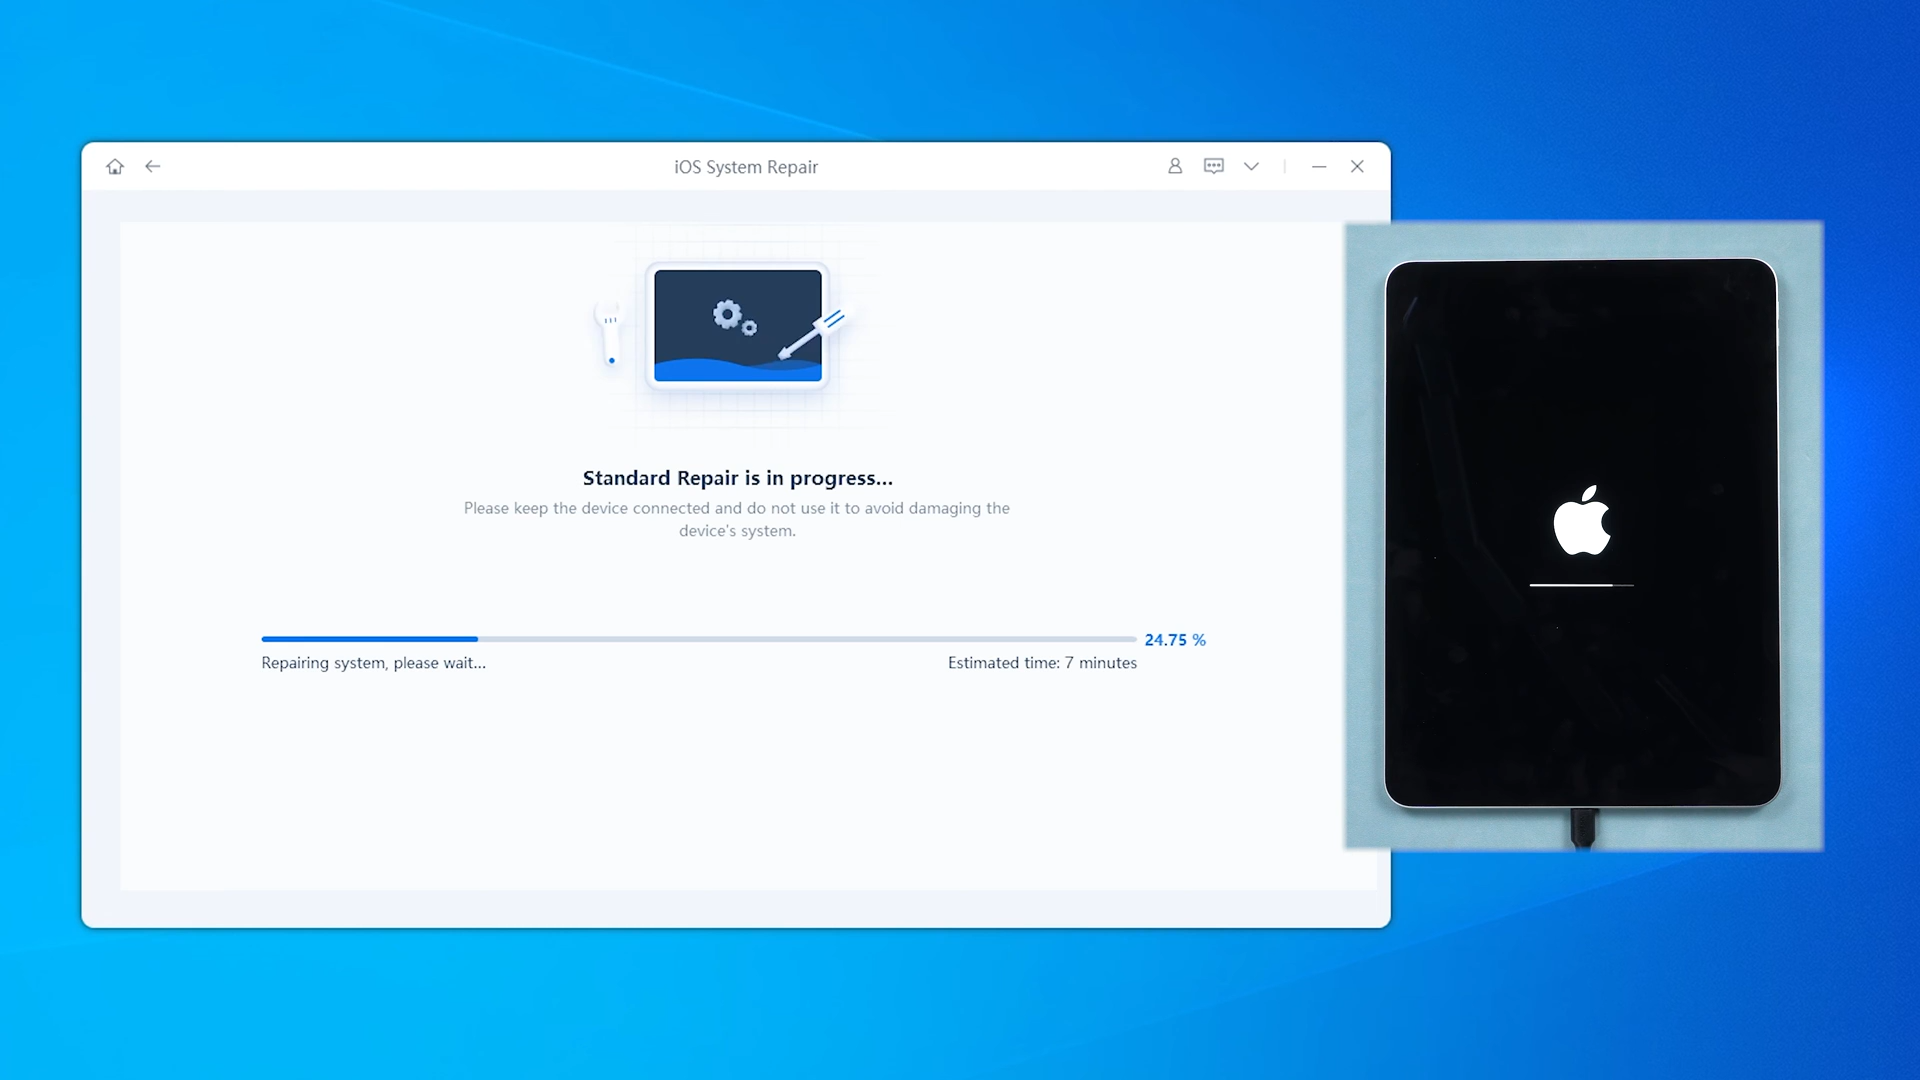 iOS System Repair
Standard Repair is in progress...
Please keep the device connected and do not use it to avoid damaging the
device's system.
24.75 %
Repairing system, please wait...
Estimated time: 7 minutes